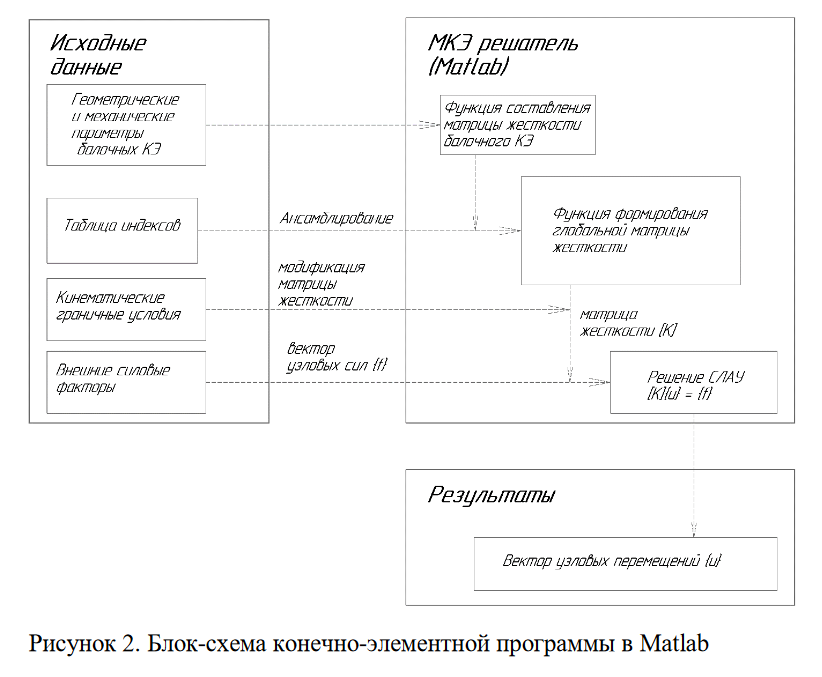 Исходные
данные
Геометрические
и механические
параметры
балочных КЭ
Таблица индексов
Кинематические
граничные условия
Внешние силовые
факторы
Ансамблирование
модификация
матрицы
жесткости
вектор
узловых сил {f}
МКЭ решатель
(Matlab)
Функция составления
матрицы жесткости
балочного КЭ
Функция формирования
глобальной матрицы
жесткости
матрица
жесткости [K]
Решение СЛАУ
[K]{u} = {f}
Результаты
Вектор узловых перемещений {u}
Рисунок 2. Блок-схема конечно-элементной программы в Matlab